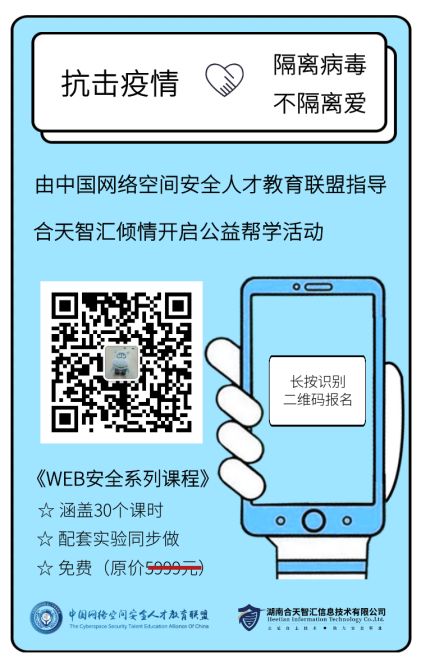 抗击疫情
隔离病毒
不隔离爱
由中国网络空间安全人才教育联盟指导
合天智汇倾情开启公益帮学活动
长按识别
二维码报名
《WEB安全系列课程》
☆ 涵盖30个课时
☆ 配套实验同步做
☆ 免费（原价5999元）
中国网络空间安全人才教育联盟
The Cyberspace Security Talent Education Alliance Of China
湖南合天智汇信息技术有限公司
Heetian Information Technology Co.,Ltd.